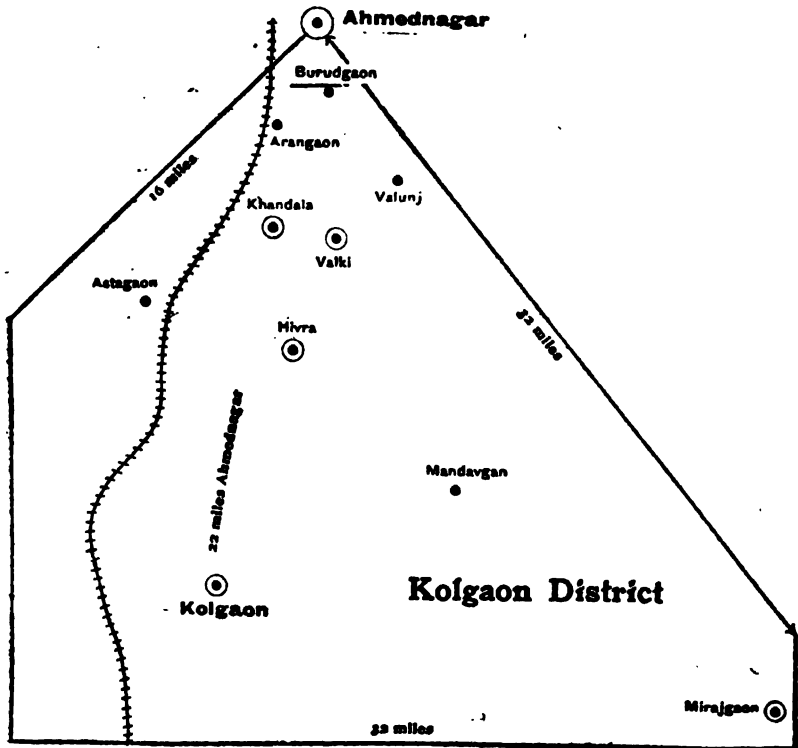 Ahmednagar
Burudgaon
Arangaon
16 miles
Valunj
Khandala
Valki
Astagaon
32 miles
Hivra
22 miles Ahmednagar
Mandavgan
Kolgaon District
Kolgaon
Mirajgaon
32 miles